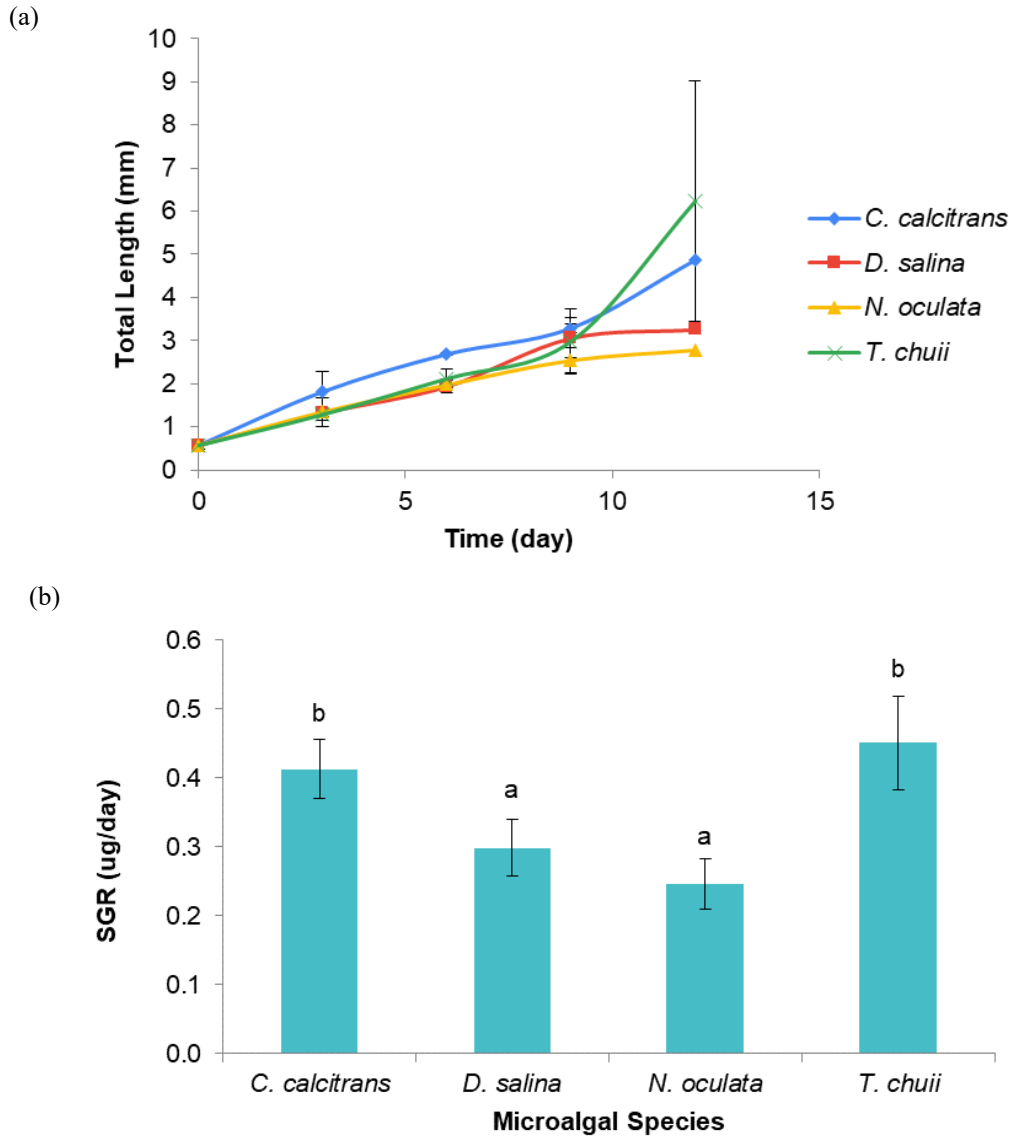 (a)
10
9
8
7
6
5
4
3
2
1
0
Total Length (mm)
0 5 10 15
Time (day)
C. calcitrans
D. salina
N. oculata
T. chuii
(b)
0.6
0.5
0.4
0.3
0.2
0.1
0.0
SGR (ug/day)
b a a b
C. calcitrans D. salina N. oculata T. chuii
Microalgal Species